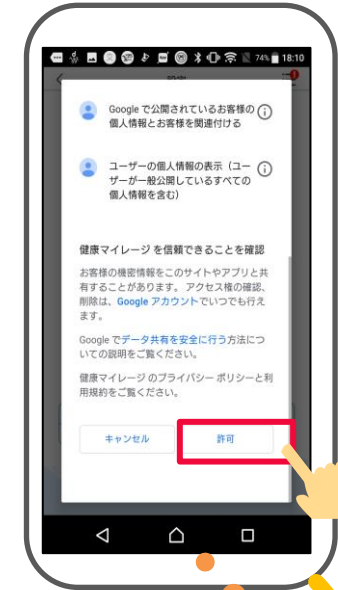 74% 18:10
設定
Google で公開されているお客様の
個人情報とお客様を関連付ける
ユーザーの個人情報の表示（ユー
ザーが一般公開しているすべての
個人情報を含む）
健康マイレージ を信頼できることを確認
お客様の機密情報をこのサイトやアプリと共
有することがあります。 アクセス権の確認、
削除は、Google アカウントでいつでも行え
ます。
Google でデータ共有を安全に行う方法につ
いての説明をご覧ください。
健康マイレージ のプライバシー ポリシーと利
用規約をご覧ください。
キャンセル
許可